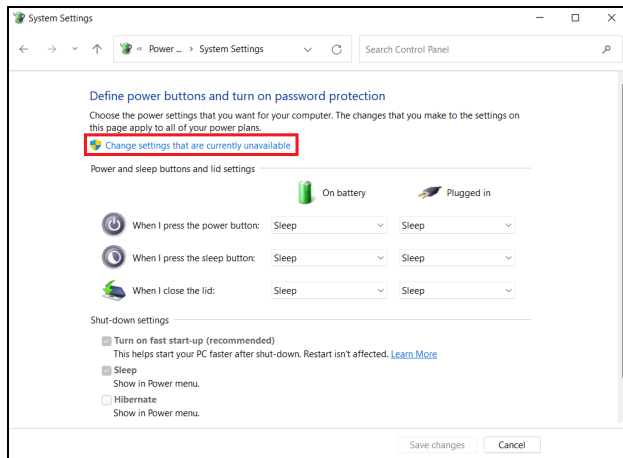 System Settings
« Power ... › System Settings
Search Control Panel
Define power buttons and turn on password protection
Choose the power settings that you want for your computer. The changes that you make to the settings on
this page apply to all of your power plans.
Change settings that are currently unavailable
Power and sleep buttons and lid settings
On battery Plugged in
When I press the power button: Sleep Sleep
When I press the sleep button: Sleep Sleep
When I close the lid: Sleep Sleep
Shut-down settings
Turn on fast start-up (recommended)
This helps start your PC faster after shut-down. Restart isn't affected. Learn More
Sleep
Show in Power menu.
Hibernate
Show in Power menu.
Save changes Cancel